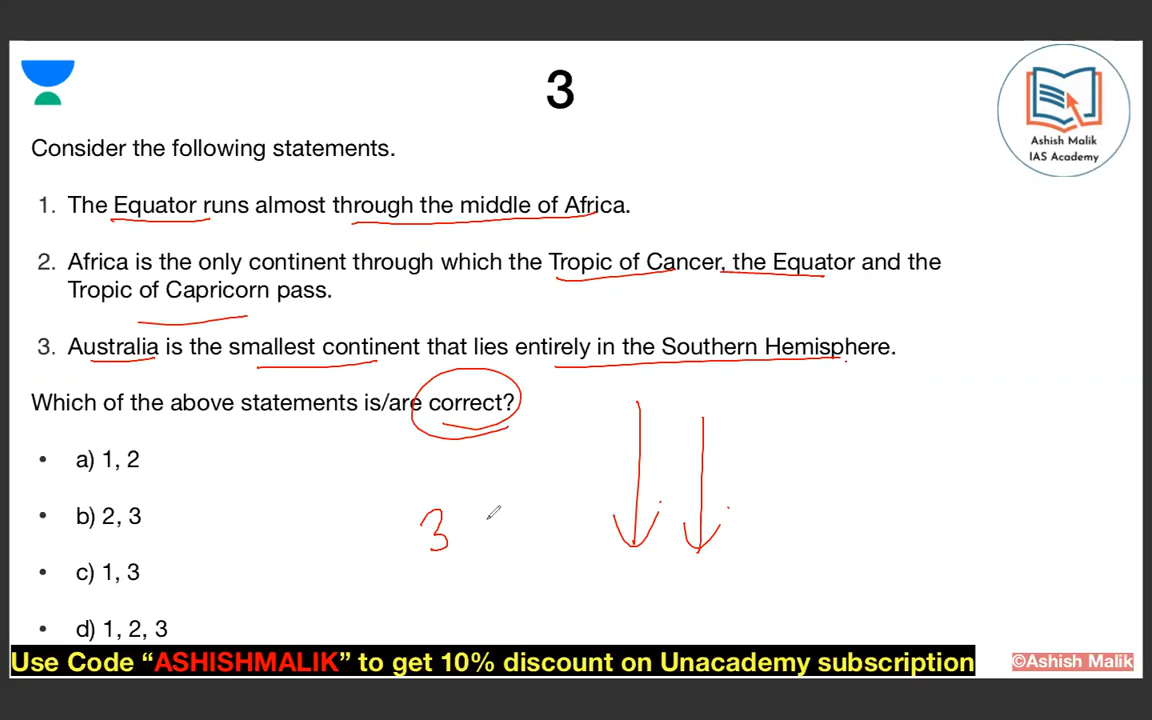 3
Ashish Malik
IAS Academy
Consider the following statements.
1. The Equator runs almost through the middle of Africa.
2. Africa is the only continent through which the Tropic of Cancer, the Equator and the
Tropic of Capricorn pass.
3. Australia is the smallest continent that lies entirely in the Southern Hemisphere.
Which of the above statements is/are correct?
• a) 1, 2
• b) 2, 3
3
• c) 1, 3
• d) 1, 2, 3
Use Code “ASHISHMALIK” to get 10% discount on Unacademy subscription
©Ashish Malik